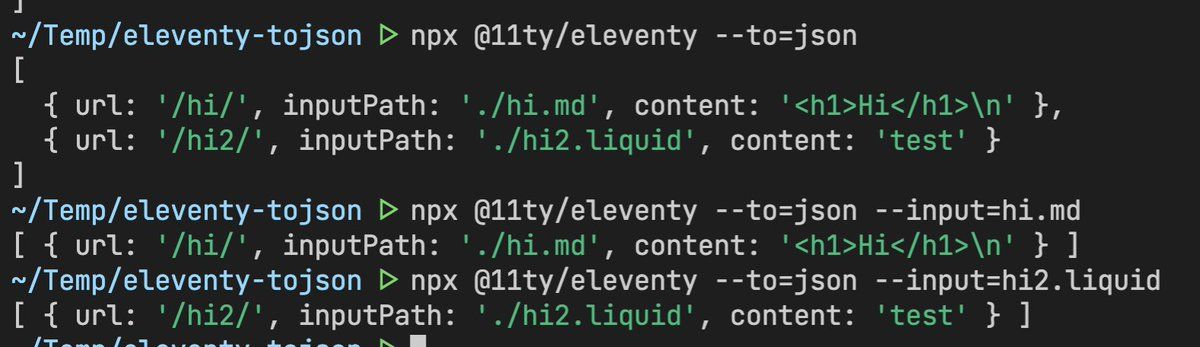 ]
~/Temp/eleventy-tojson ▷ npx @11ty/eleventy --to=json
[
  { url: '/hi/', inputPath: './hi.md', content: '<h1>Hi</h1>\n' },
  { url: '/hi2/', inputPath: './hi2.liquid', content: 'test' }
]
~/Temp/eleventy-tojson ▷ npx @11ty/eleventy --to=json --input=hi.md
[ { url: '/hi/', inputPath: './hi.md', content: '<h1>Hi</h1>\n' } ]
~/Temp/eleventy-tojson ▷ npx @11ty/eleventy --to=json --input=hi2.liquid
[ { url: '/hi2/', inputPath: './hi2.liquid', content: 'test' } ]
~/Temp/eleventy-tojson ▷